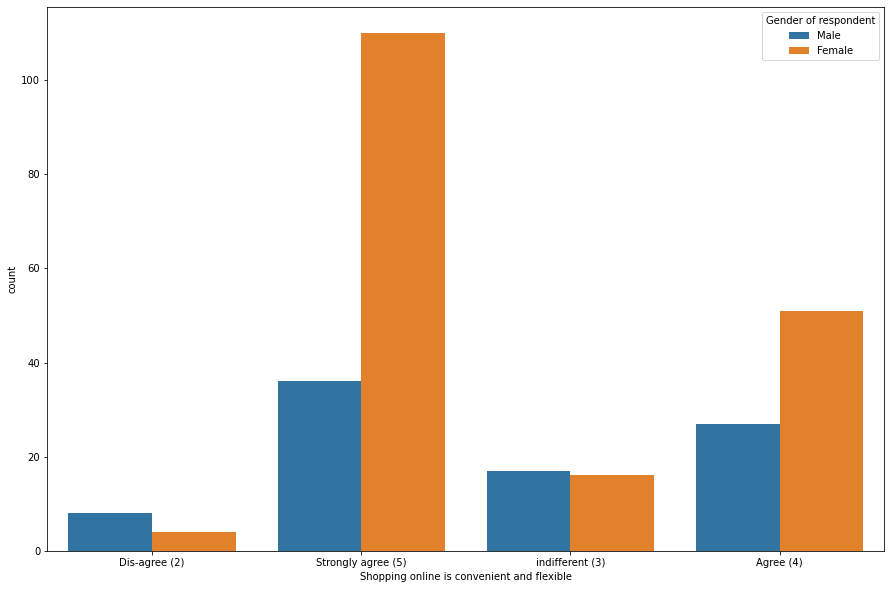 Gender of respondent
Male
Female
100
80
60
40
20
0
count
Dis-agree (2)
Strongly agree (5)
indifferent (3)
Agree (4)
Shopping online is convenient and flexible